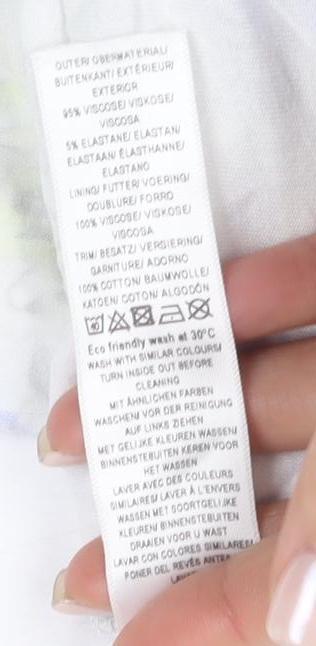 OUTER/ OBERMATERIAL/
BUITENKANT/ EXTÉRIEUR/
EXTERIOR
95% VISCOSE/ VISKOSE/
VISCOSA
5% ELASTANE/ ELASTAN/
ELASTAAN/ ÉLASTHANNE/
ELASTANO
LINING/ FUTTER/ VOERING/
DOUBLURE/ FORRO
100% VISCOSE/ VISKOSE/
VISCOSA
TRIM/ BESATZ/ VERSIERING/
GARNITURE/ ADORNO
100% COTTON/ BAUMWOLLE/
KATOEN/ COTON/ ALGODÓN
40
Eco friendly wash at 30°C
WASH WITH SIMILAR COLOURS/
TURN INSIDE OUT BEFORE
CLEANING
MIT ÄHNLICHEN FARBEN
WASCHEN/ VOR DER REINIGUNG
AUF LINKS ZIEHEN
MET GELIJKE KLEUREN WASSEN/
BINNENSTEBUITEN KEREN VOOR
HET WASSEN
LAVER AVEC DES COULEURS
SIMILAIRES/ LAVER À L'ENVERS
WASSEN MET SOORTGELIJKE
KLEUREN/ BINNENSTEBUITEN
DRAAIEN VOOR U WAST
LAVAR CON COLORES SIMILARES/
PONER DEL REVÉS ANTES